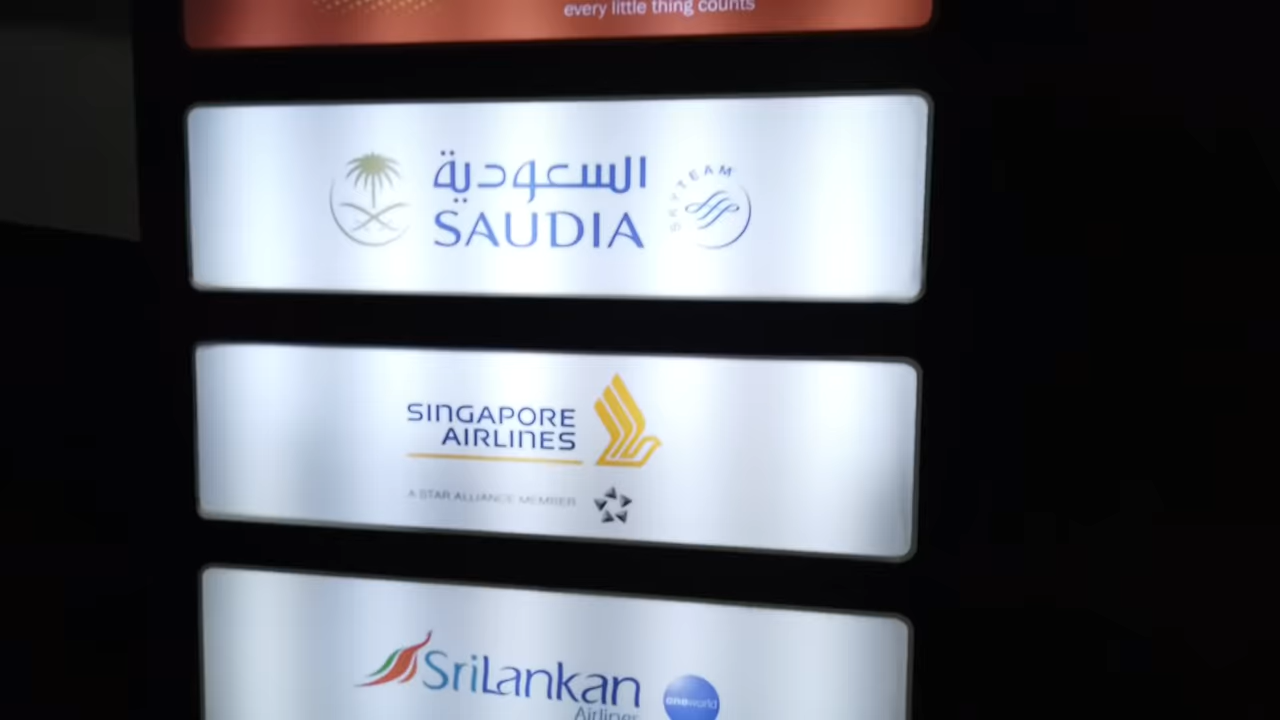 every little thing counts
السعودية
SAUDIA
SKYTEAM
SINGAPORE
AIRLINES
A STAR ALLIANCE MEMBER
SriLankan
Airlines
oneworld